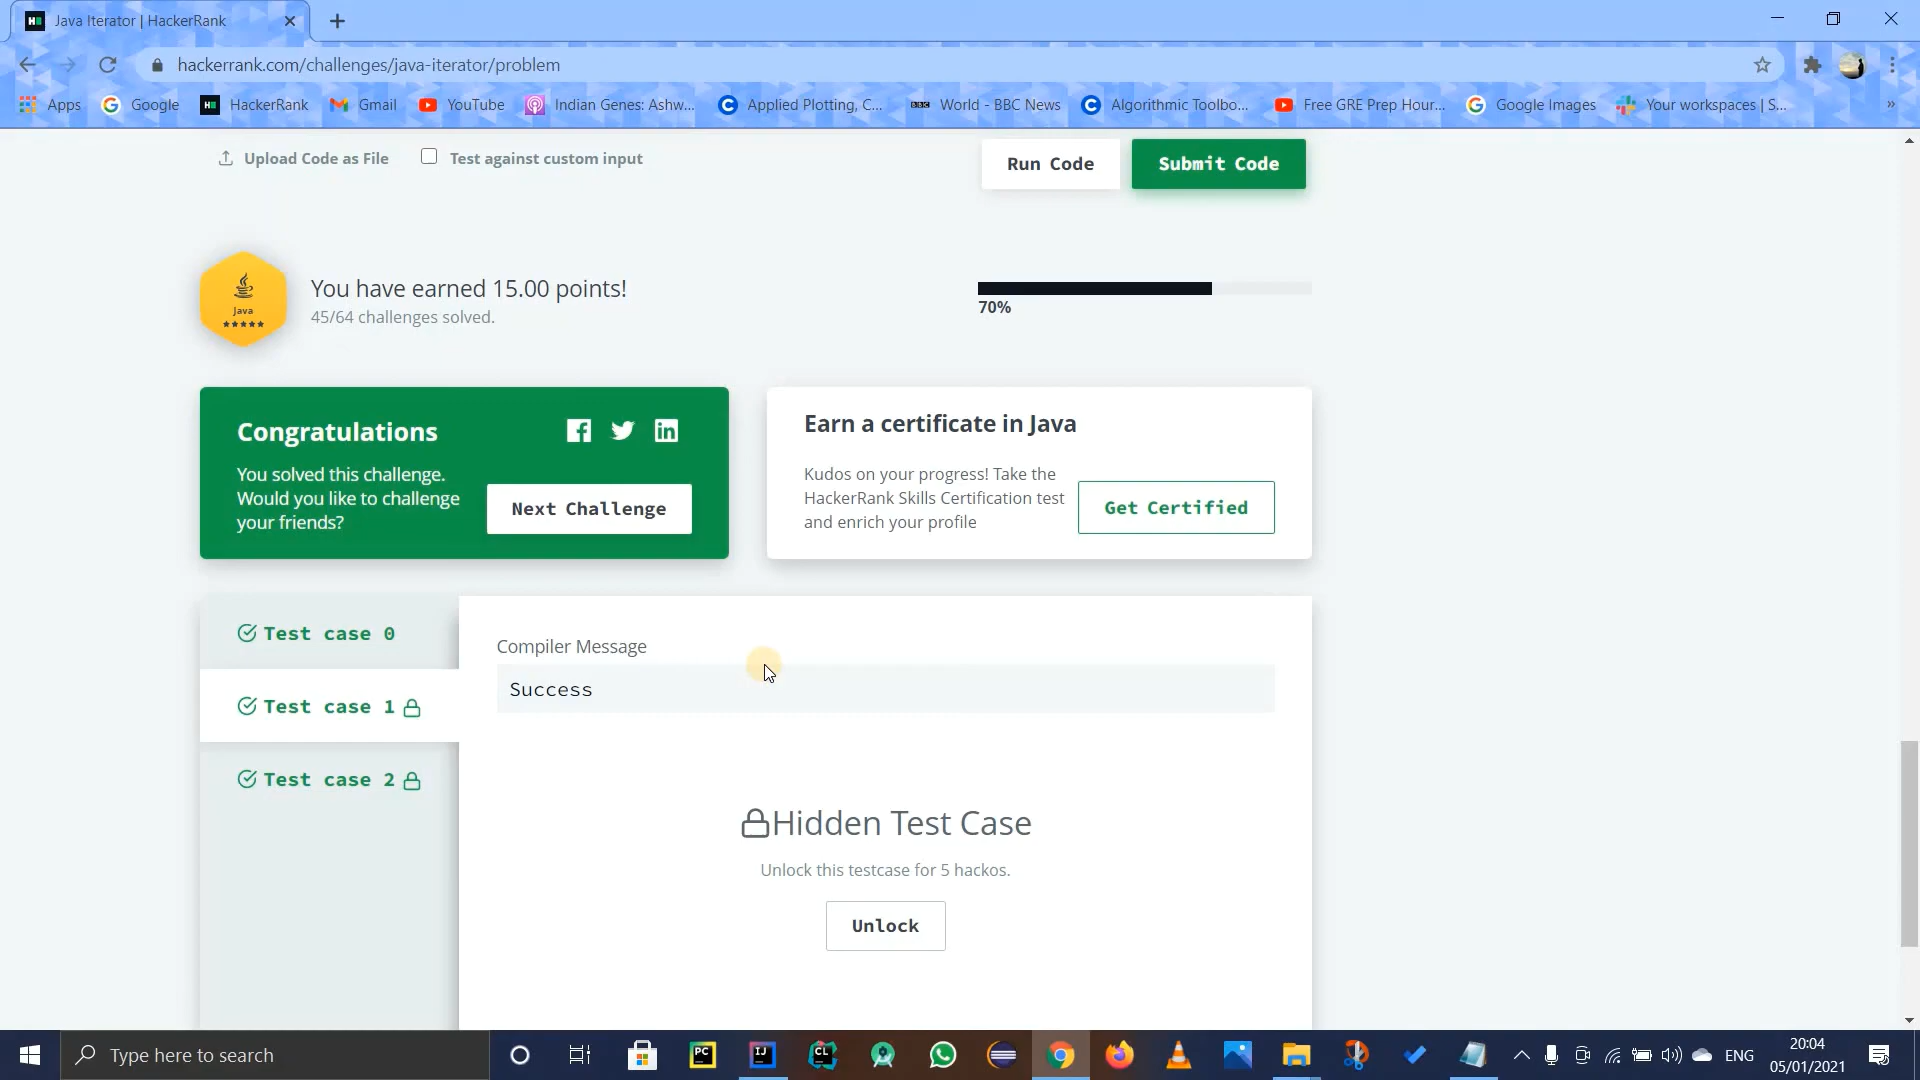 Java Iterator | HackerRank
hackerrank.com/challenges/java-iterator/problem
Apps Google HackerRank Gmail YouTube Indian Genes: Ashw... Applied Plotting, C... World - BBC News Algorithmic Toolbo... Free GRE Prep Hour... Google Images Your workspaces | S... »
Upload Code as File Test against custom input Run Code Submit Code
Java
You have earned 15.00 points!
45/64 challenges solved.
70%
Congratulations
You solved this challenge.
Would you like to challenge
your friends?
Next Challenge
Earn a certificate in Java
Kudos on your progress! Take the
HackerRank Skills Certification test
and enrich your profile
Get Certified
Test case 0
Test case 1
Test case 2
Compiler Message
Success
Hidden Test Case
Unlock this testcase for 5 hackos.
Unlock
Type here to search
ENG
20:04
05/01/2021